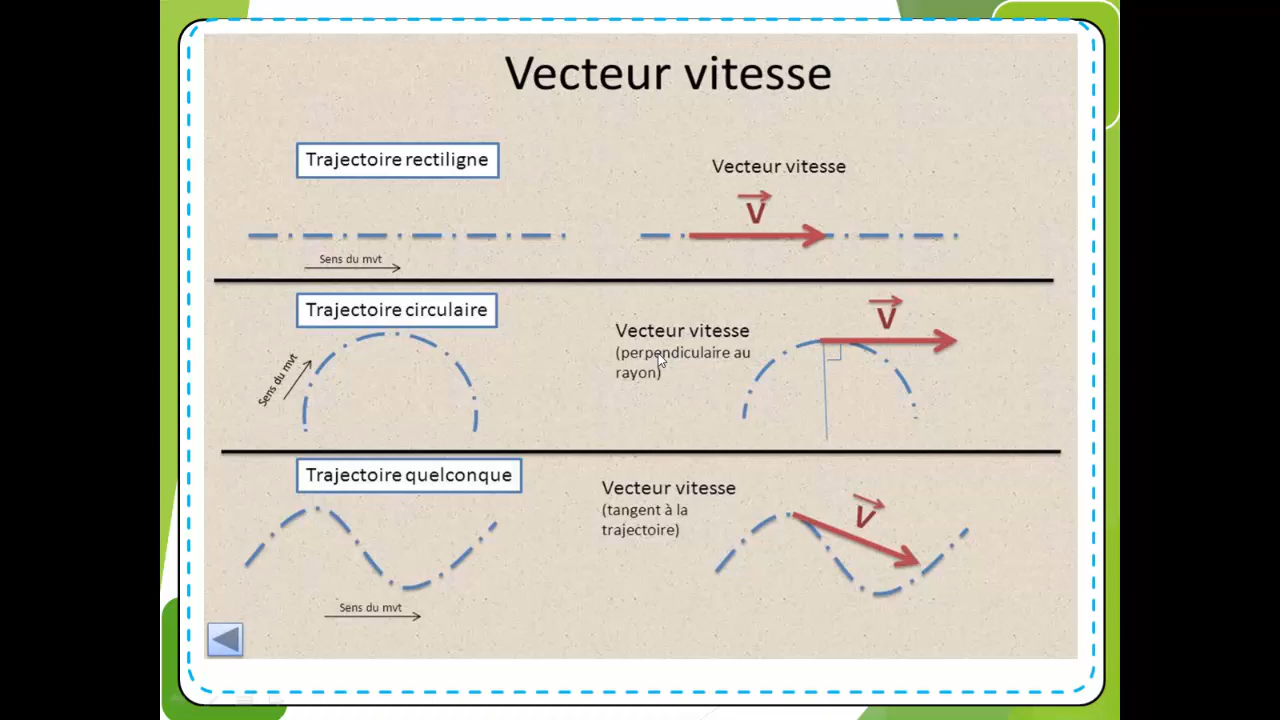 Vecteur vitesse
Trajectoire rectiligne
Vecteur vitesse
V
Sens du mvt
Trajectoire circulaire
Sens du mvt
Vecteur vitesse
(perpendiculaire au
rayon)
V
Trajectoire quelconque
Vecteur vitesse
(tangent à la
trajectoire)
V
Sens du mvt